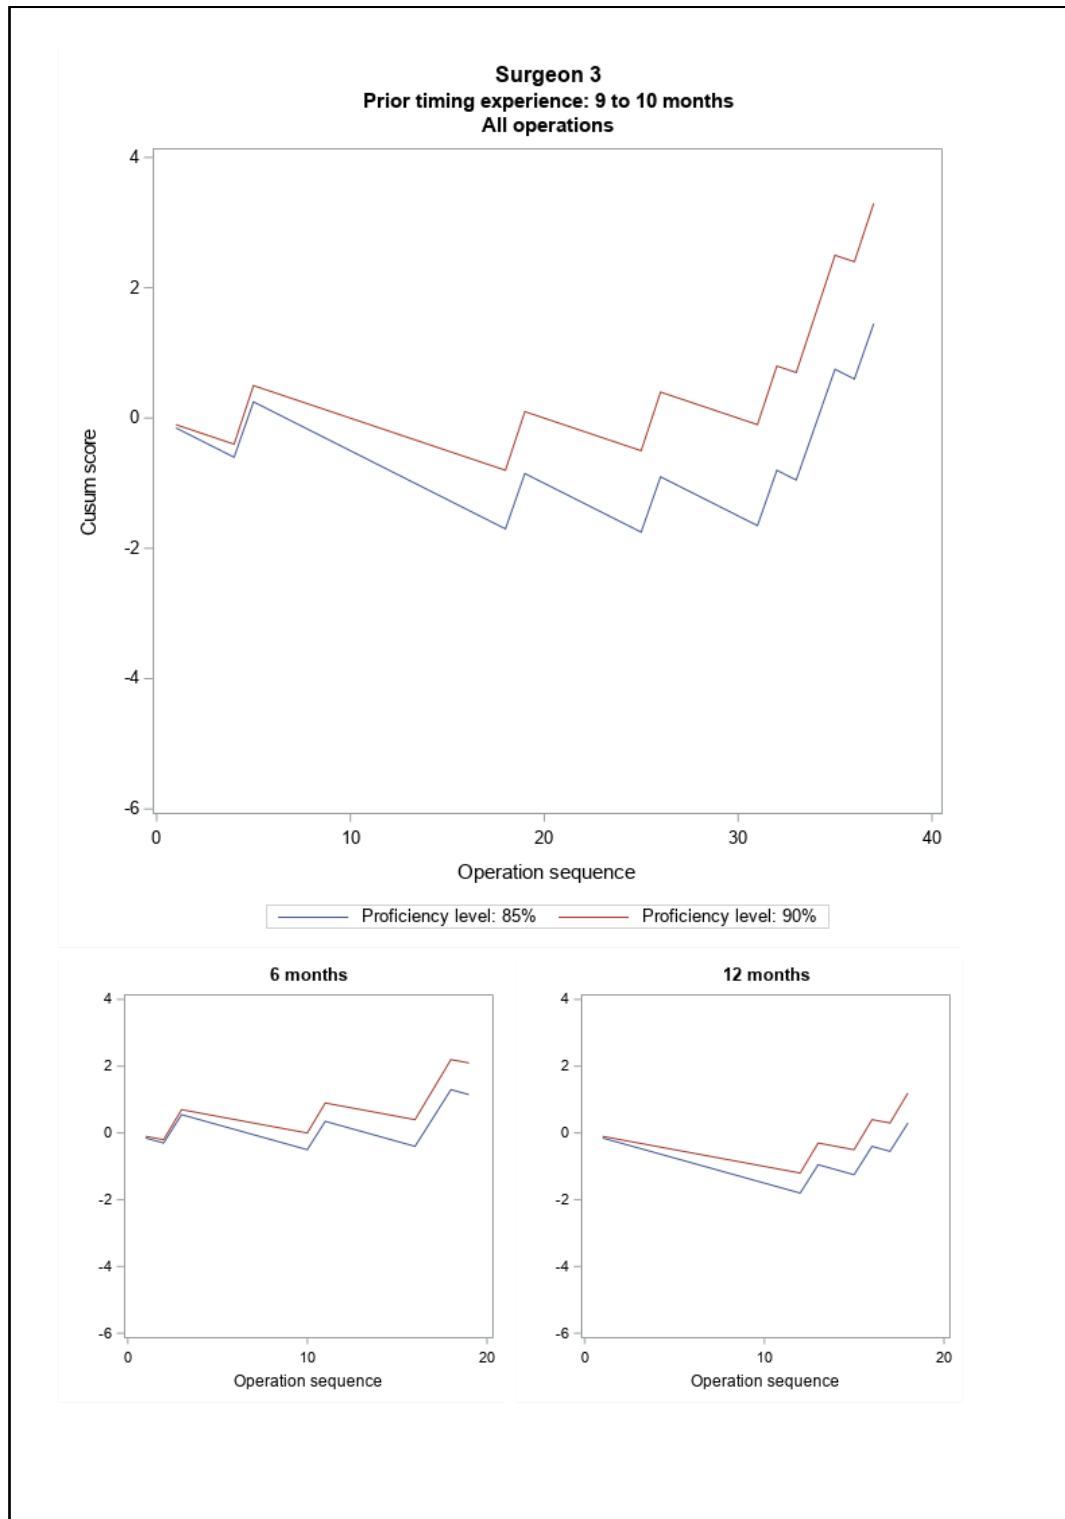 Surgeon 3
Prior timing experience: 9 to 10 months
All operations
4
2
0
-2
-4
-6
Cusum score
0 10 20 30 40
Operation sequence
Proficiency level: 85% Proficiency level: 90%
6 months
4
2
0
-2
-4
-6
0 10 20
Operation sequence
12 months
4
2
0
-2
-4
-6
0 10 20
Operation sequence